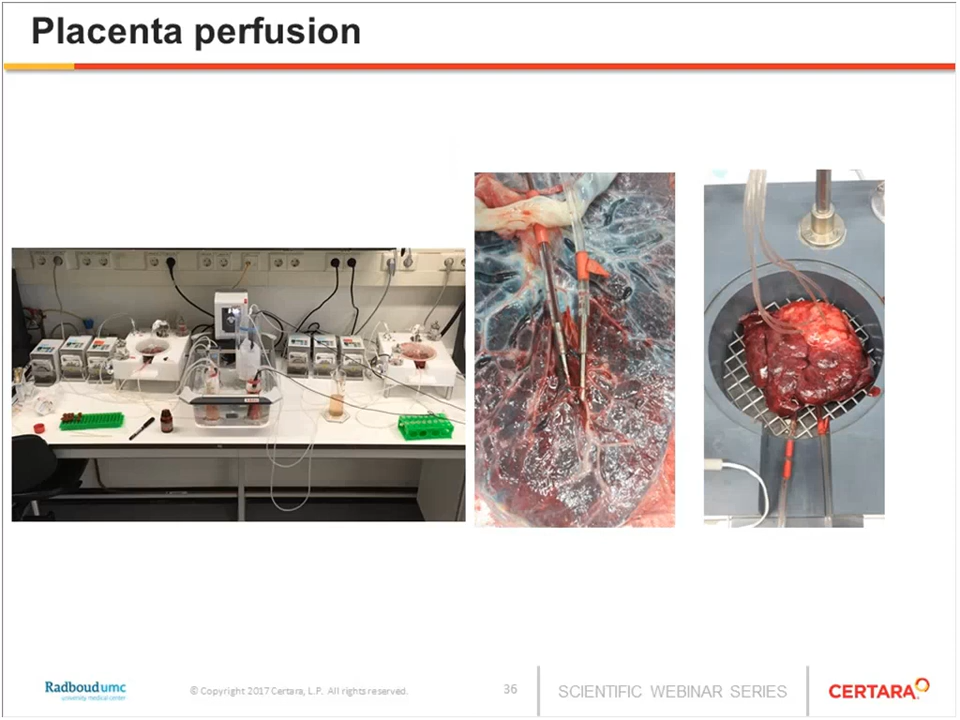 Placenta perfusion
Radboudumc
university medical center
© Copyright 2017 Certara, L.P. All rights reserved.
36
SCIENTIFIC WEBINAR SERIES
CERTARA